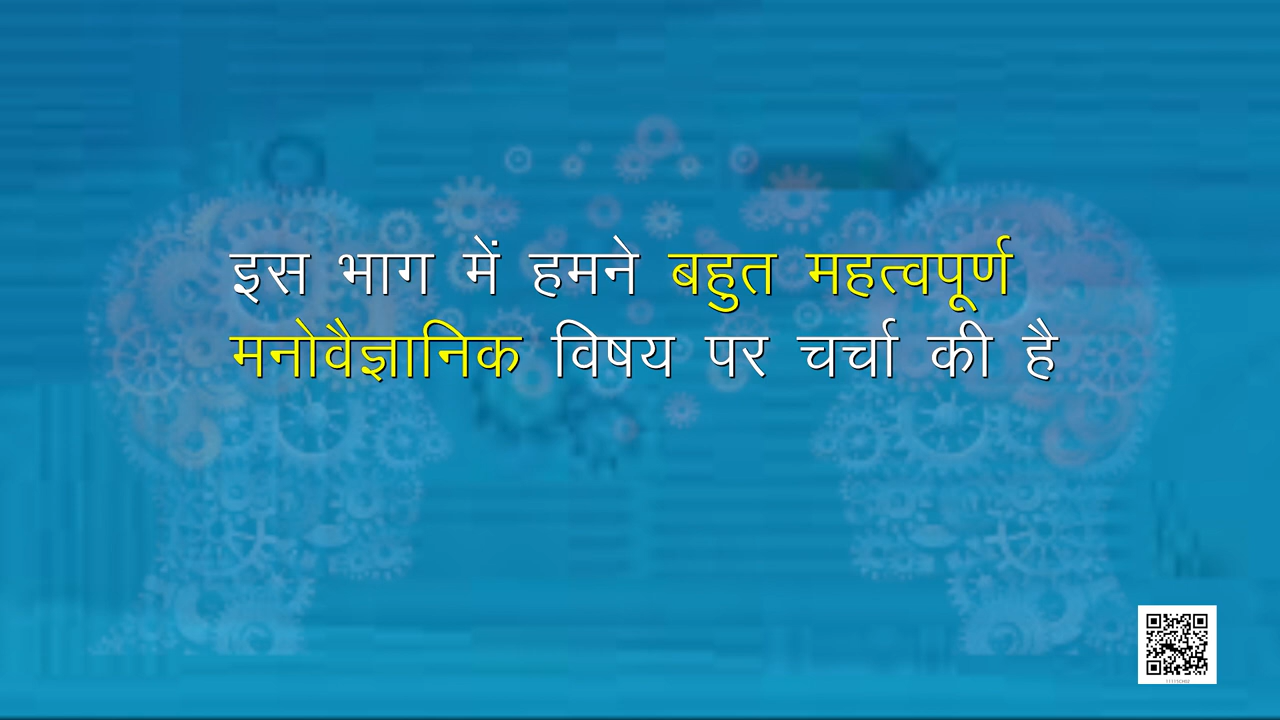 इस भाग में हमने बहुत महत्वपूर्ण
मनोवैज्ञानिक विषय पर चर्चा की है